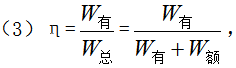 (3) η = W有/W总 = W有/(W有 + W额) ,